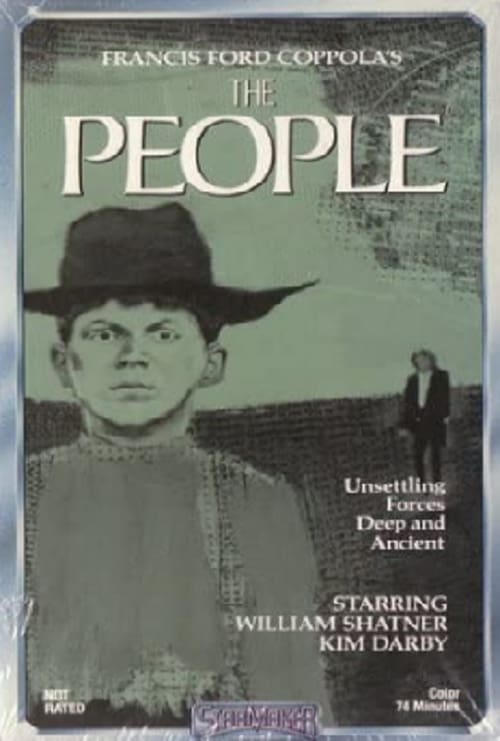 FRANCIS FORD COPPOLA'S
THE
PEOPLE
Unsettling
Forces
Deep and
Ancient
STARRING
WILLIAM SHATNER
KIM DARBY
NOT
RATED
Color
74 Minutes
STARMAKER